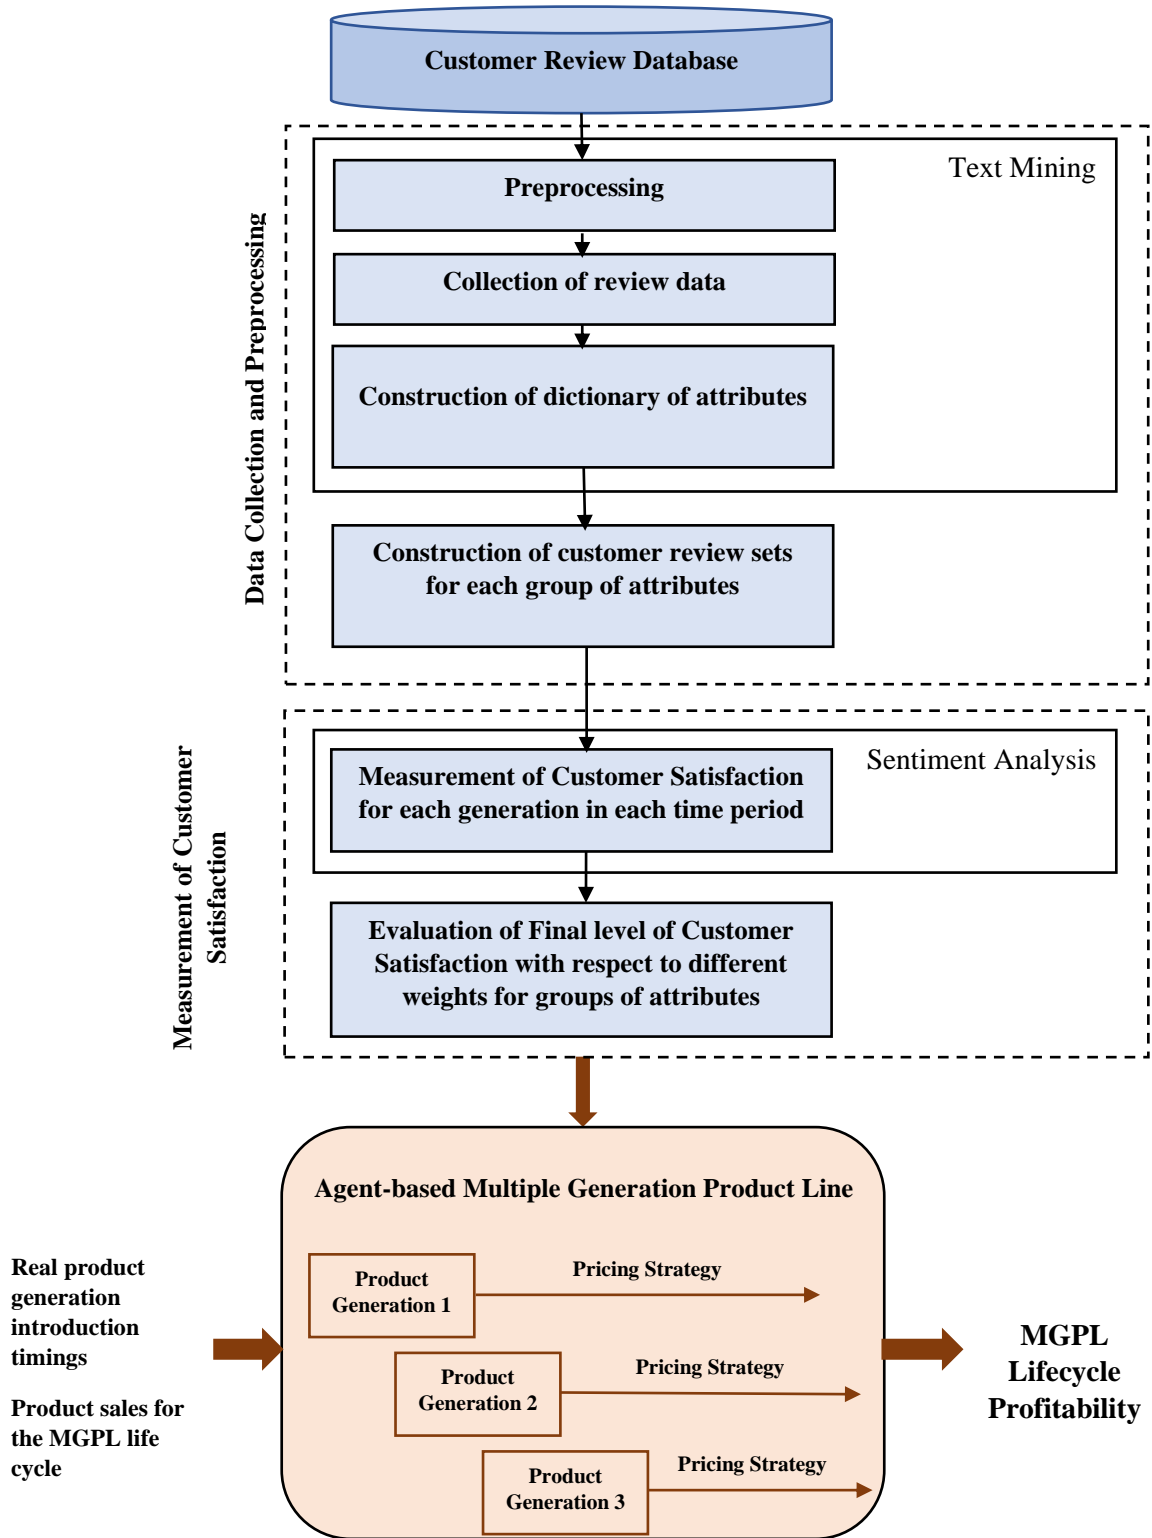 Customer Review Database
Text Mining
Preprocessing
Collection of review data
Construction of dictionary of attributes
Data Collection and Preprocessing
Construction of customer review sets
for each group of attributes
Sentiment Analysis
Measurement of Customer Satisfaction
for each generation in each time period
Measurement of Customer
Satisfaction
Evaluation of Final level of Customer
Satisfaction with respect to different
weights for groups of attributes
Agent-based Multiple Generation Product Line
Real product
generation
introduction
timings
Product sales for
the MGPL life
cycle
Product
Generation 1
Pricing Strategy
Product
Generation 2
Pricing Strategy
Product
Generation 3
Pricing Strategy
MGPL
Lifecycle
Profitability